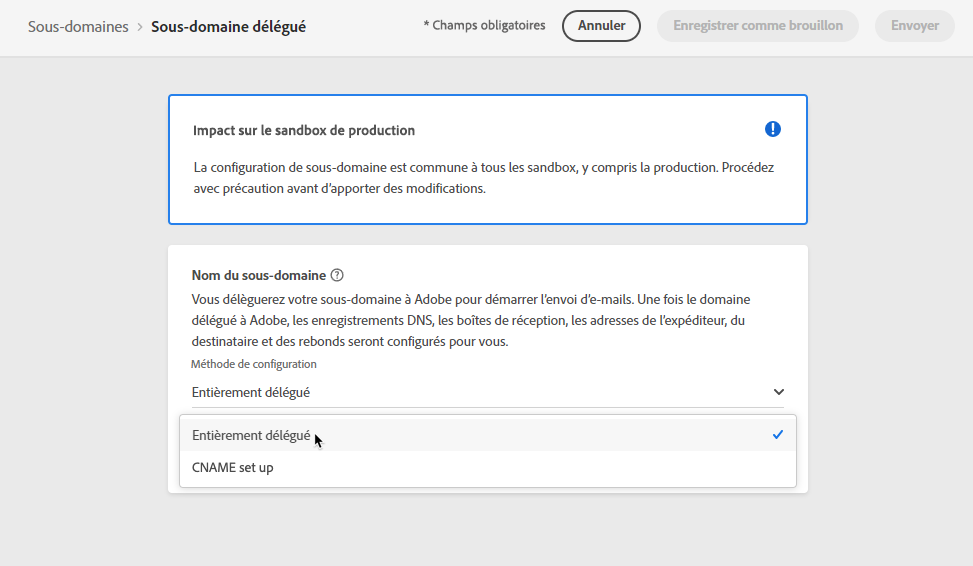 Sous-domaines > Sous-domaine délégué * Champs obligatoires Annuler Enregistrer comme brouillon Envoyer
Impact sur le sandbox de production
La configuration de sous-domaine est commune à tous les sandbox, y compris la production. Procédez
avec précaution avant d’apporter des modifications.
Nom du sous-domaine
Vous délèguerez votre sous-domaine à Adobe pour démarrer l’envoi d’e-mails. Une fois le domaine
délégué à Adobe, les enregistrements DNS, les boîtes de réception, les adresses de l’expéditeur, du
destinataire et des rebonds seront configurés pour vous.
Méthode de configuration
Entièrement délégué
Entièrement délégué
CNAME set up